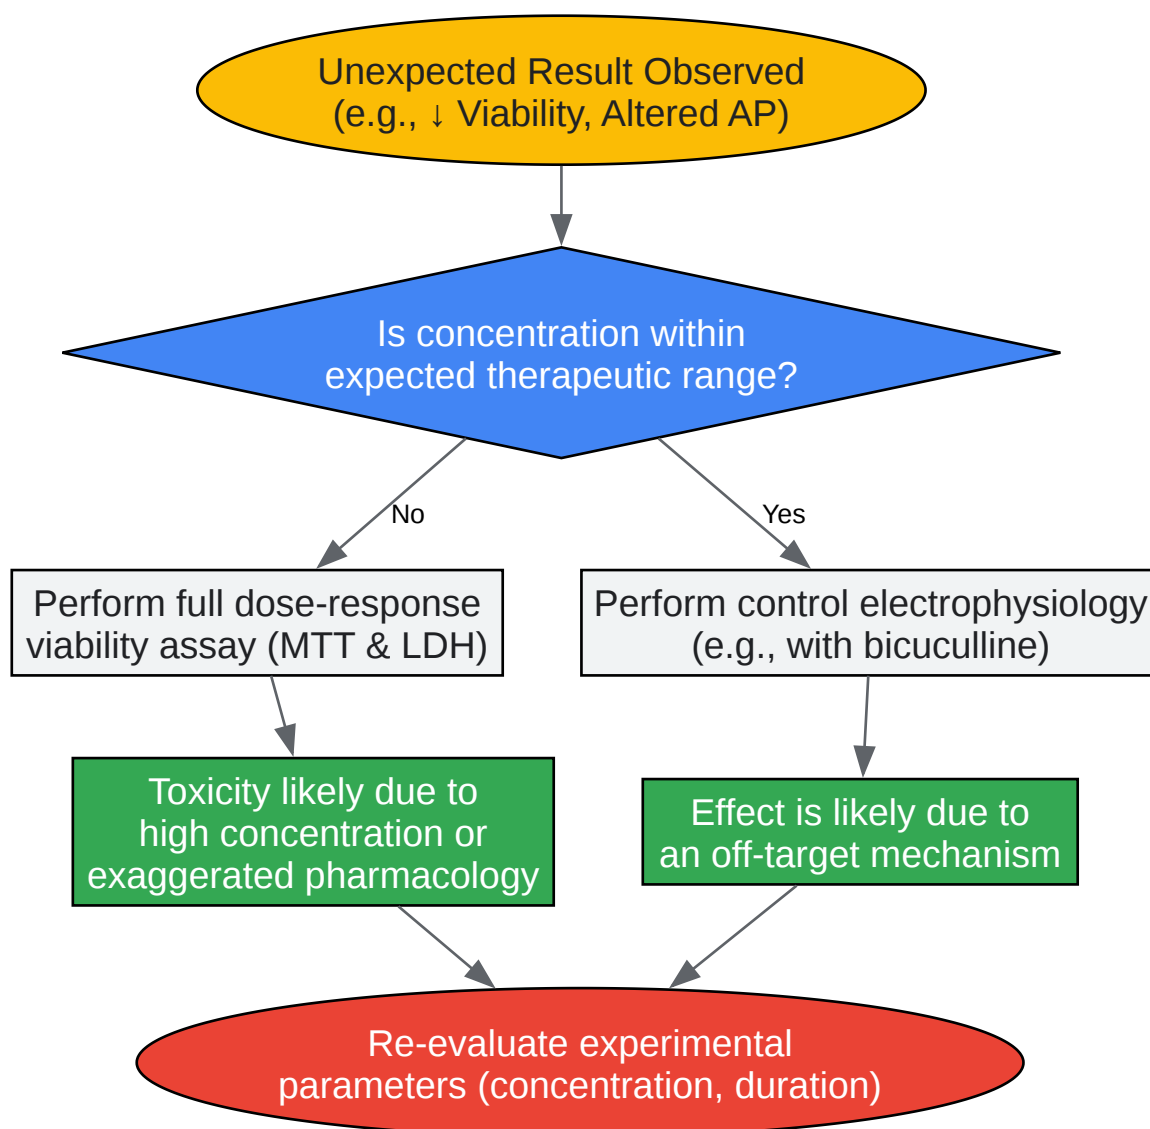 Unexpected Result Observed
(e.g., ↓ Viability, Altered AP)
Is concentration within
expected therapeutic range?
No
Yes
Perform full dose-response
viability assay (MTT & LDH)
Perform control electrophysiology
(e.g., with bicuculline)
Toxicity likely due to
high concentration or
exaggerated pharmacology
Effect is likely due to
an off-target mechanism
Re-evaluate experimental
parameters (concentration, duration)